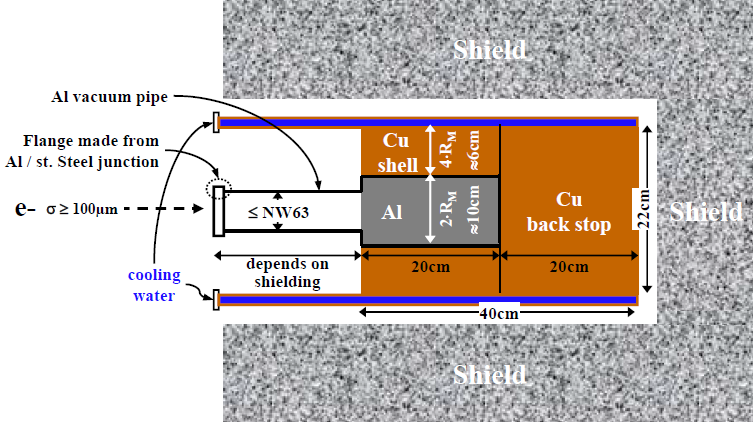 Shield
Al vacuum pipe
Flange made from
Al / st. Steel junction
e- σ ≥ 100μm
≤ NW63
Cu
shell
4·RM
≈6cm
Al
2·RM
≈10cm
Cu
back stop
22cm
Shield
cooling
water
depends on
shielding
20cm
20cm
40cm
Shield